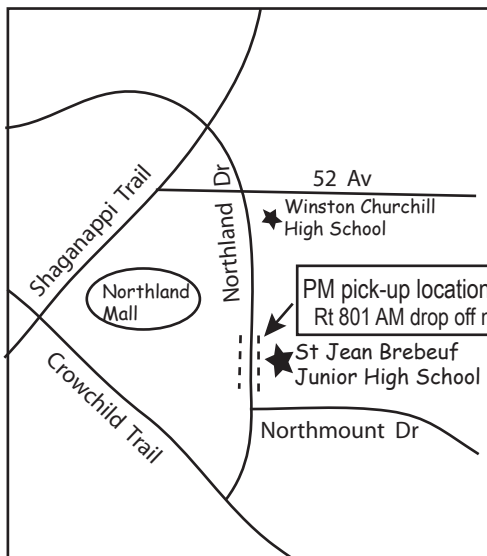 52 Av
Winston Churchill
High School
Shaganappi Trail
Northland Dr
Northland
Mall
PM pick-up location
Rt 801 AM drop off
St Jean Brebeuf
Junior High School
Crowchild Trail
Northmount Dr